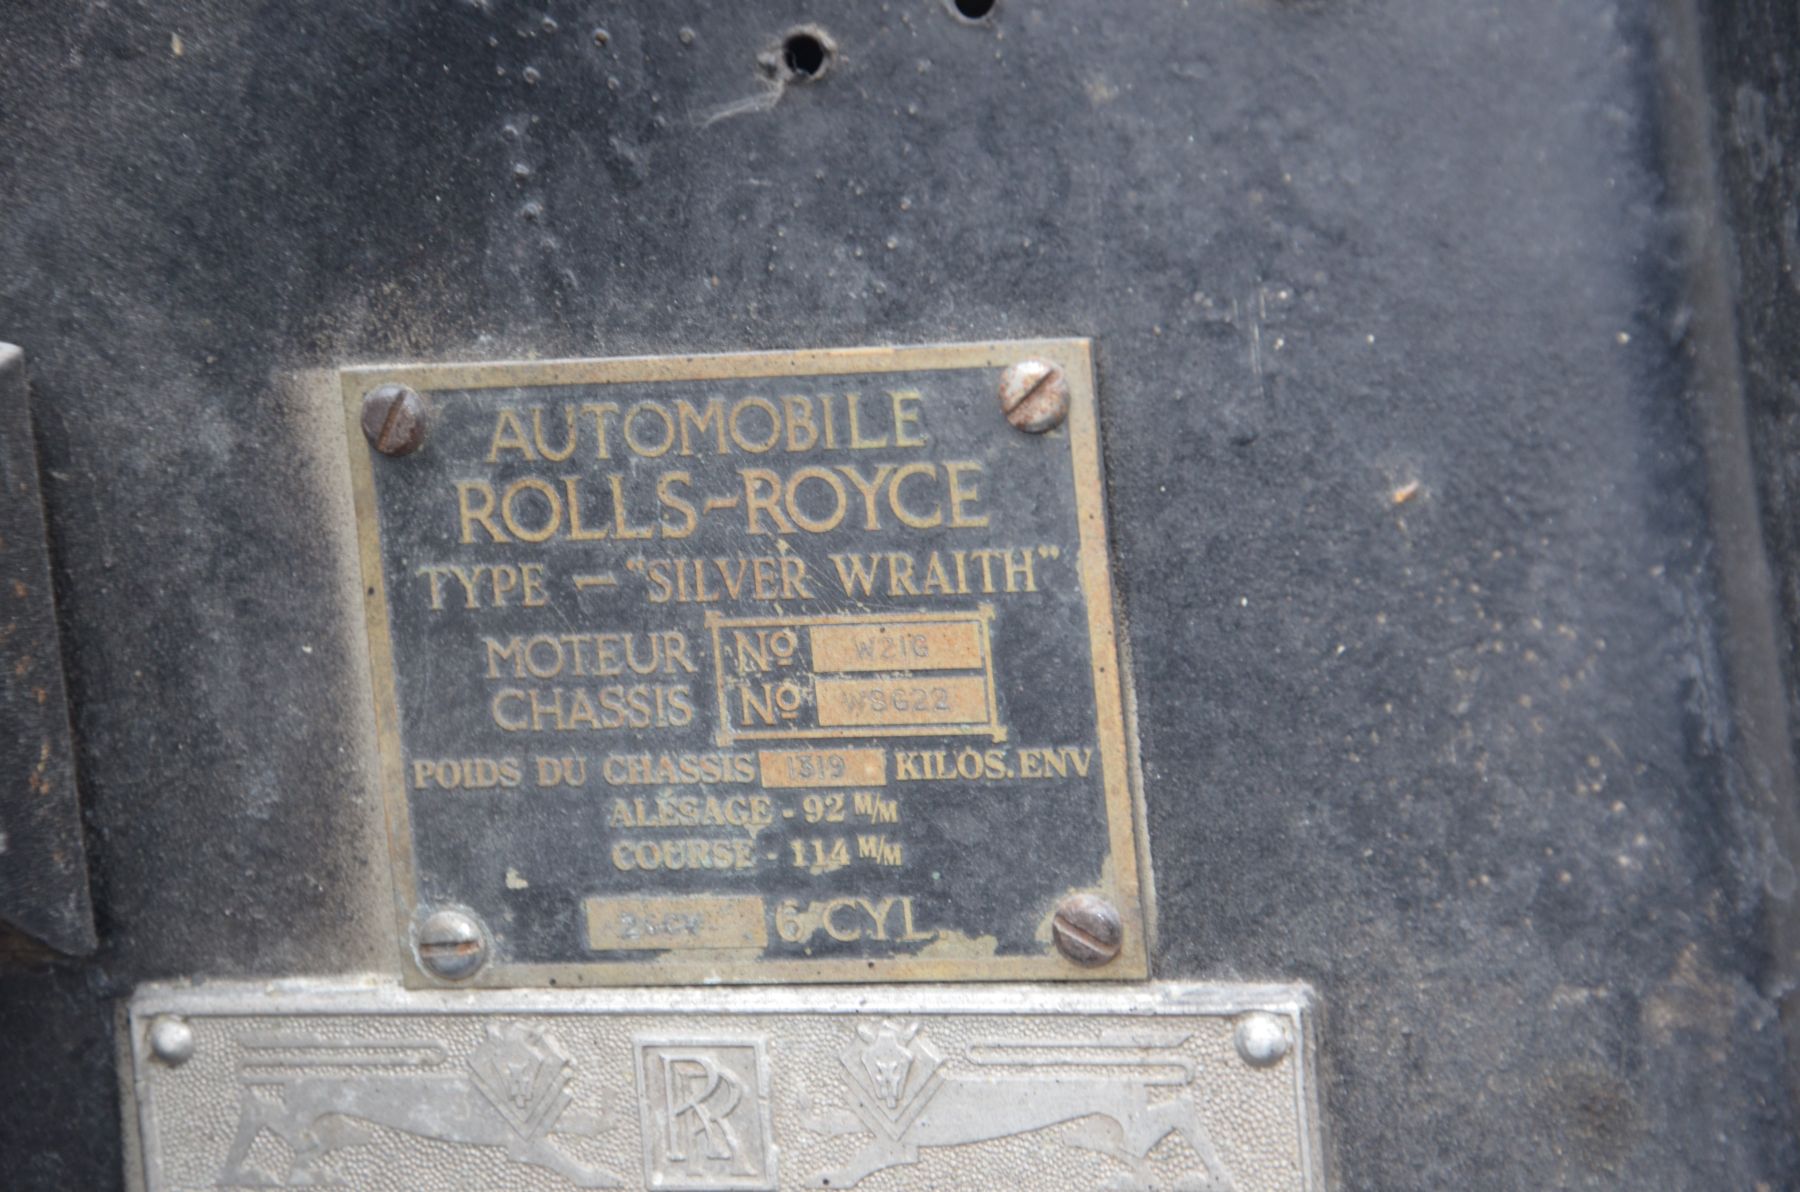 AUTOMOBILE
ROLLS-ROYCE
TYPE - "SILVER WRAITH"
MOTEUR Nº W21G
CHASSIS Nº
POIDS DU CHASSIS 1319 KILOS. ENV
ALÉSAGE - 92 M/M
COURSE - 114 M/M
6 CYL.
RR